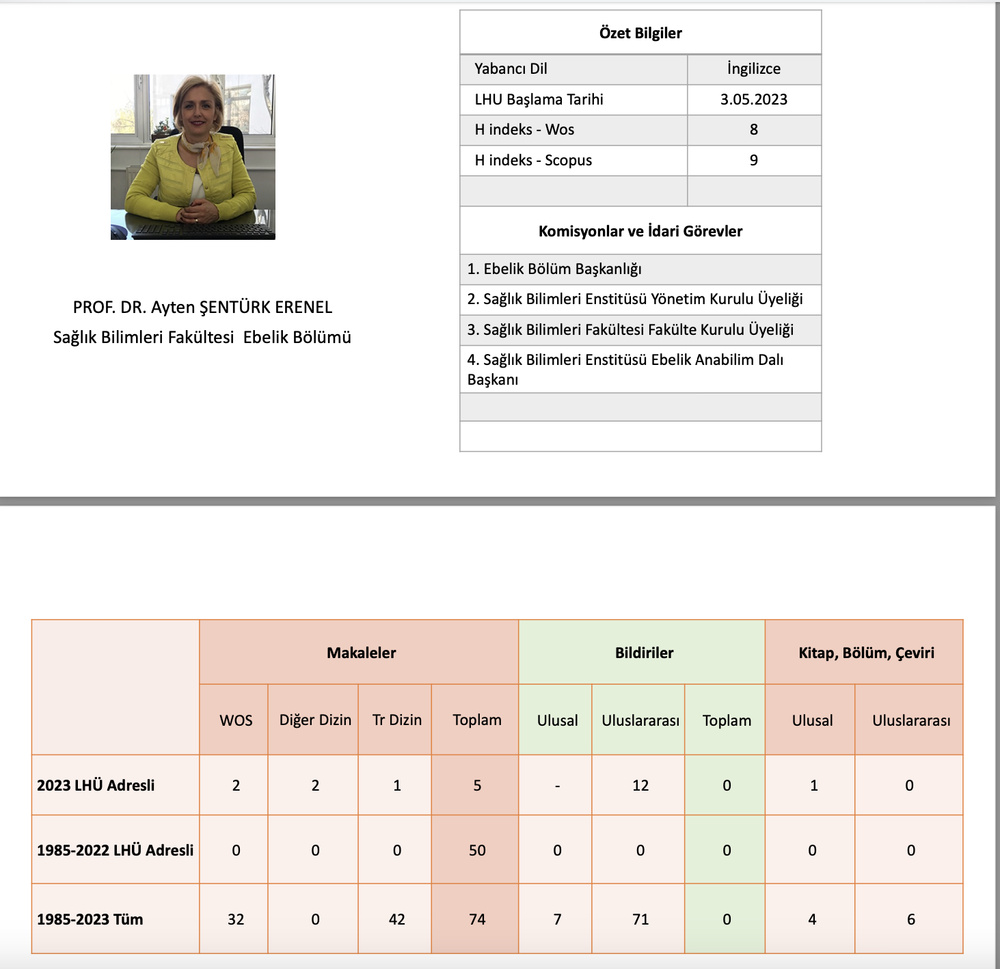 PROF. DR. Ayten ŞENTÜRK ERENEL
Sağlık Bilimleri Fakültesi Ebelik Bölümü
Özet Bilgiler
Yabancı Dil İngilizce
LHU Başlama Tarihi 3.05.2023
H indeks - Wos 8
H indeks - Scopus 9
Komisyonlar ve İdari Görevler
1. Ebelik Bölüm Başkanlığı
2. Sağlık Bilimleri Enstitüsü Yönetim Kurulu Üyeliği
3. Sağlık Bilimleri Fakültesi Fakülte Kurulu Üyeliği
4. Sağlık Bilimleri Enstitüsü Ebelik Anabilim Dalı
Başkanı
Makaleler Bildiriler Kitap, Bölüm, Çeviri
WOS Diğer Dizin Tr Dizin Toplam Ulusal Uluslararası Toplam Ulusal Uluslararası
2023 LHÜ Adresli 2 2 1 5 - 12 0 1 0
1985-2022 LHÜ Adresli 0 0 0 50 0 0 0 0 0
1985-2023 Tüm 32 0 42 74 7 71 0 4 6